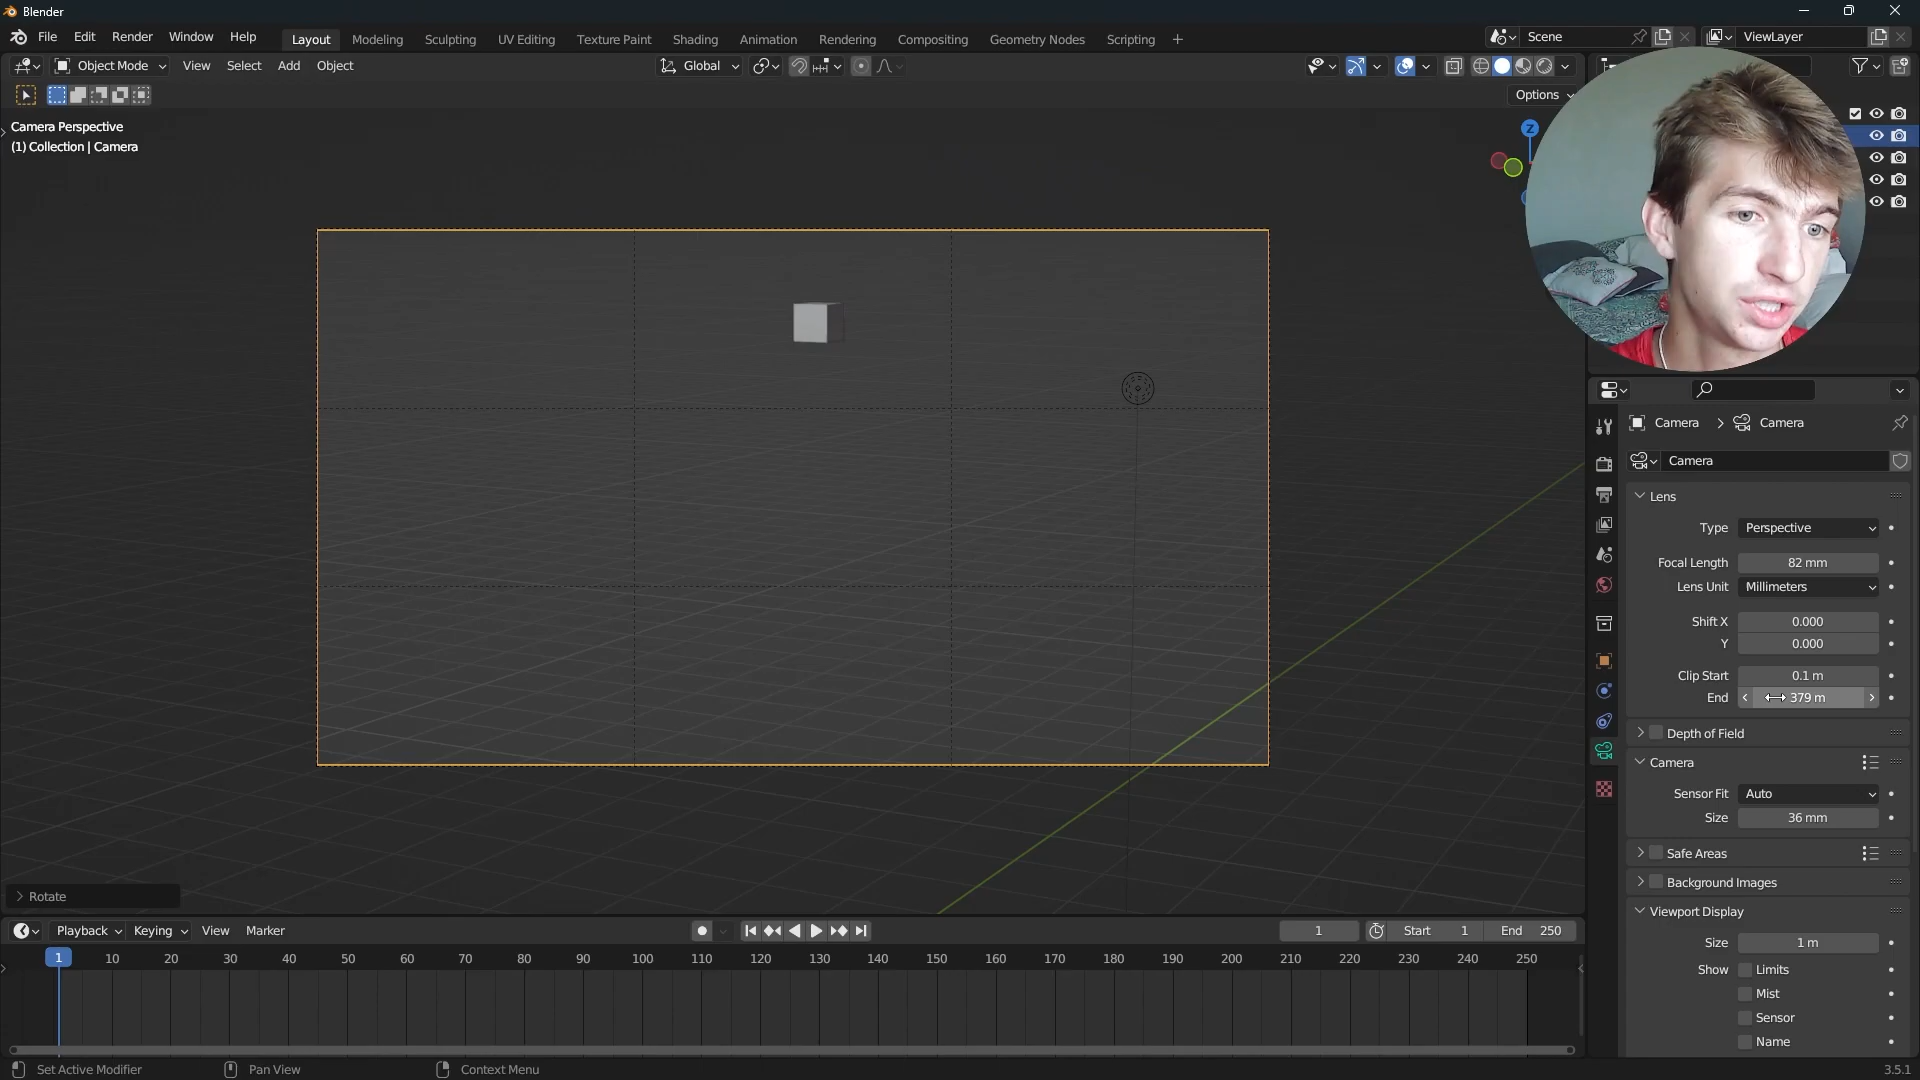 Blender
File Edit Render Window Help
Layout Modeling Sculpting UV Editing Texture Paint Shading Animation Rendering Compositing Geometry Nodes Scripting +
Scene
ViewLayer
Object Mode View Select Add Object
Global
Options
Camera Perspective
(1) Collection | Camera
Z
Camera > Camera
Camera
Lens
Type Perspective
Focal Length 82 mm
Lens Unit Millimeters
Shift X 0.000
Y 0.000
Clip Start 0.1 m
End 379 m
Depth of Field
Camera
Sensor Fit Auto
Size 36 mm
Safe Areas
Background Images
Viewport Display
Size 1 m
Show Limits
Mist
Sensor
Name
> Rotate
Playback Keying View Marker
1 Start 1 End 250
1 10 20 30 40 50 60 70 80 90 100 110 120 130 140 150 160 170 180 190 200 210 220 230 240 250
Set Active Modifier Pan View Context Menu 3.5.1